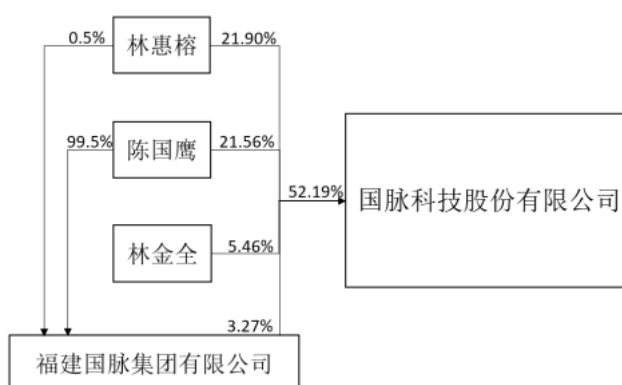 0.5%
林惠榕
21.90%
99.5%
陈国鹰
21.56%
52.19%
国脉科技股份有限公司
林金全
5.46%
3.27%
福建国脉集团有限公司